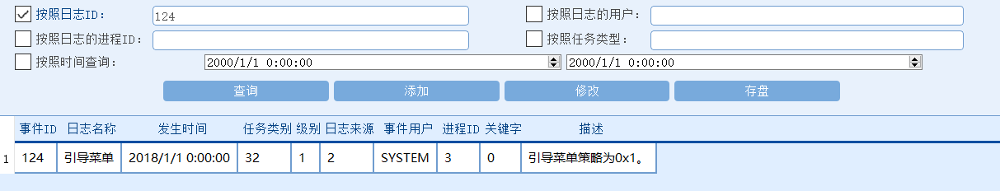 按照日志ID： 124 按照日志的用户：
按照日志的进程ID： 按照任务类型：
按照时间查询： 2000/1/1 0:00:00 2000/1/1 0:00:00
查询 添加 修改 存盘
事件ID 日志名称 发生时间 任务类别 级别 日志来源 事件用户 进程ID 关键字 描述
1 124 引导菜单 2018/1/1 0:00:00 32 1 2 SYSTEM 3 0 引导菜单策略为0x1。